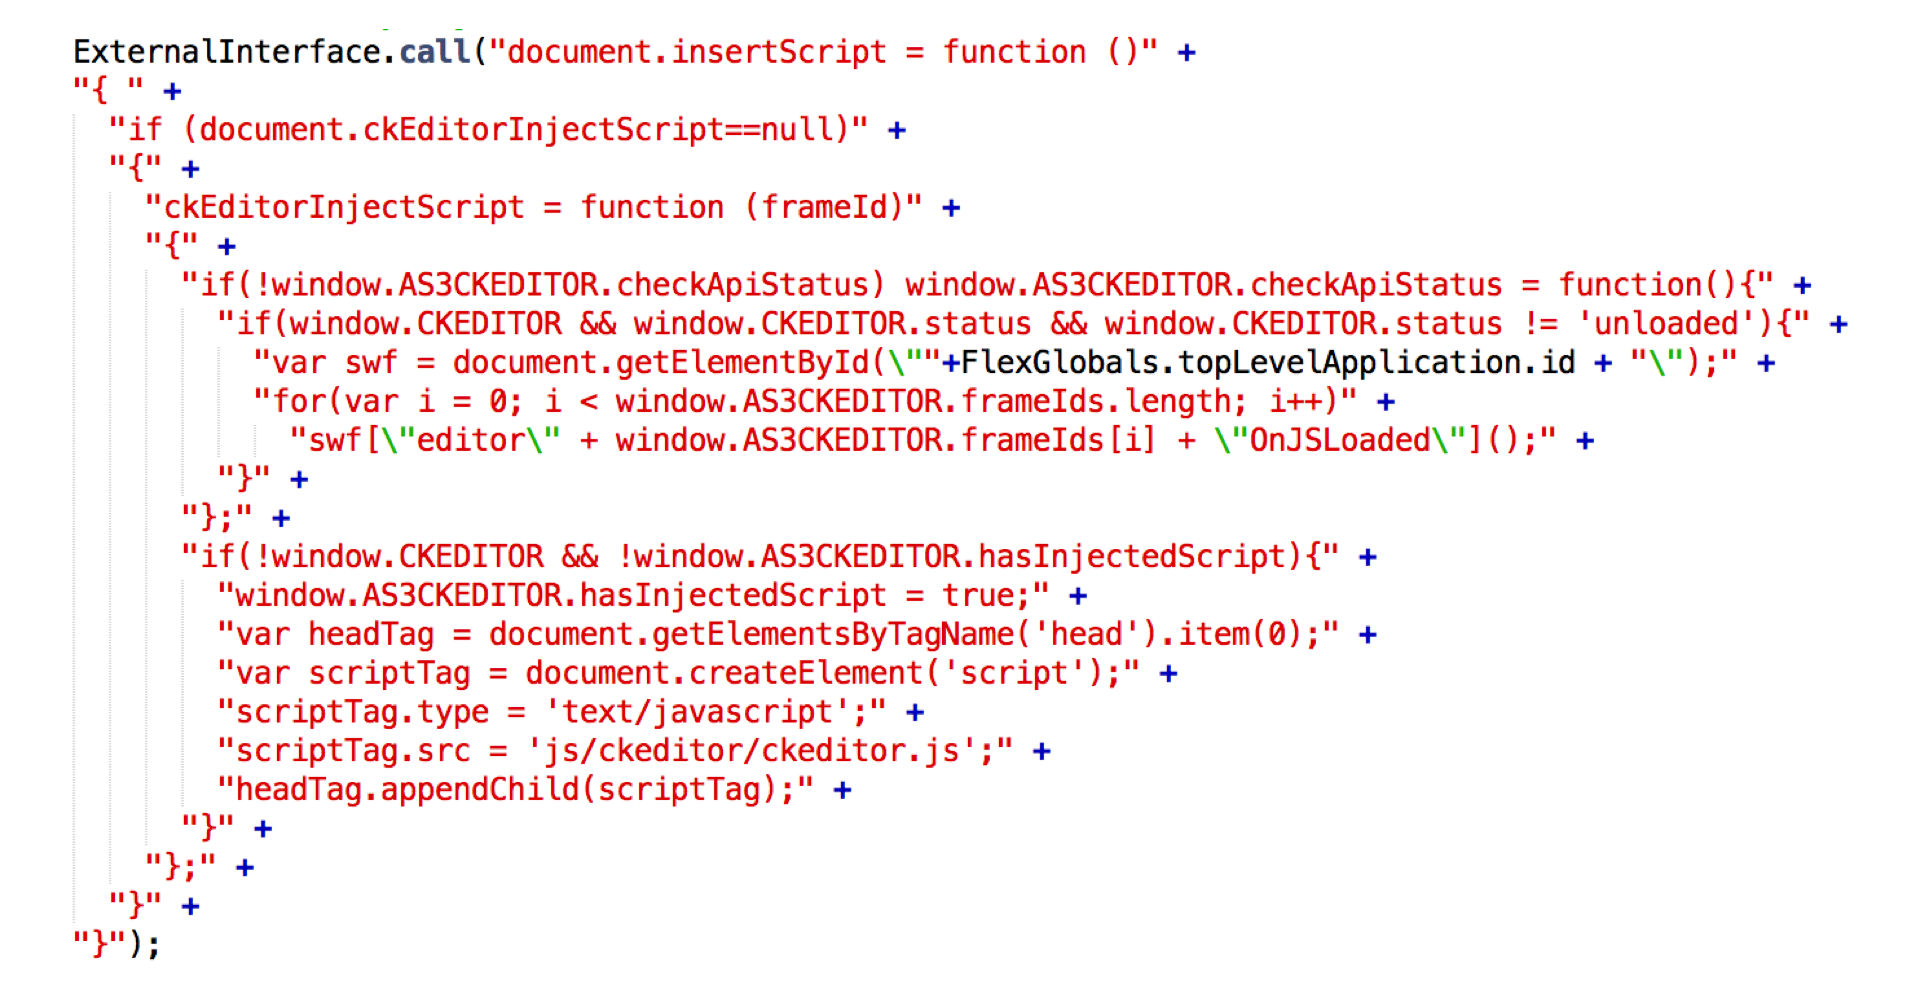 ExternalInterface.call("document.insertScript = function ()" +
"{ " +
"if (document.ckEditorInjectScript==null)" +
"{" +
"ckEditorInjectScript = function (frameId)" +
"{" +
"if(!window.AS3CKEDITOR.checkApiStatus) window.AS3CKEDITOR.checkApiStatus = function(){" +
"if(window.CKEDITOR && window.CKEDITOR.status && window.CKEDITOR.status != 'unloaded'){" +
"var swf = document.getElementById(\""+FlexGlobals.topLevelApplication.id + "\");" +
"for(var i = 0; i < window.AS3CKEDITOR.frameIds.length; i++)" +
"swf[\"editor\" + window.AS3CKEDITOR.frameIds[i] + \"OnJSLoaded\"]();" +
"}" +
"};" +
"if(!window.CKEDITOR && !window.AS3CKEDITOR.hasInjectedScript){" +
"window.AS3CKEDITOR.hasInjectedScript = true;" +
"var headTag = document.getElementsByTagName('head').item(0);" +
"var scriptTag = document.createElement('script');" +
"scriptTag.type = 'text/javascript';" +
"scriptTag.src = 'js/ckeditor/ckeditor.js';" +
"headTag.appendChild(scriptTag);" +
"}" +
"};" +
"}" +
"}");